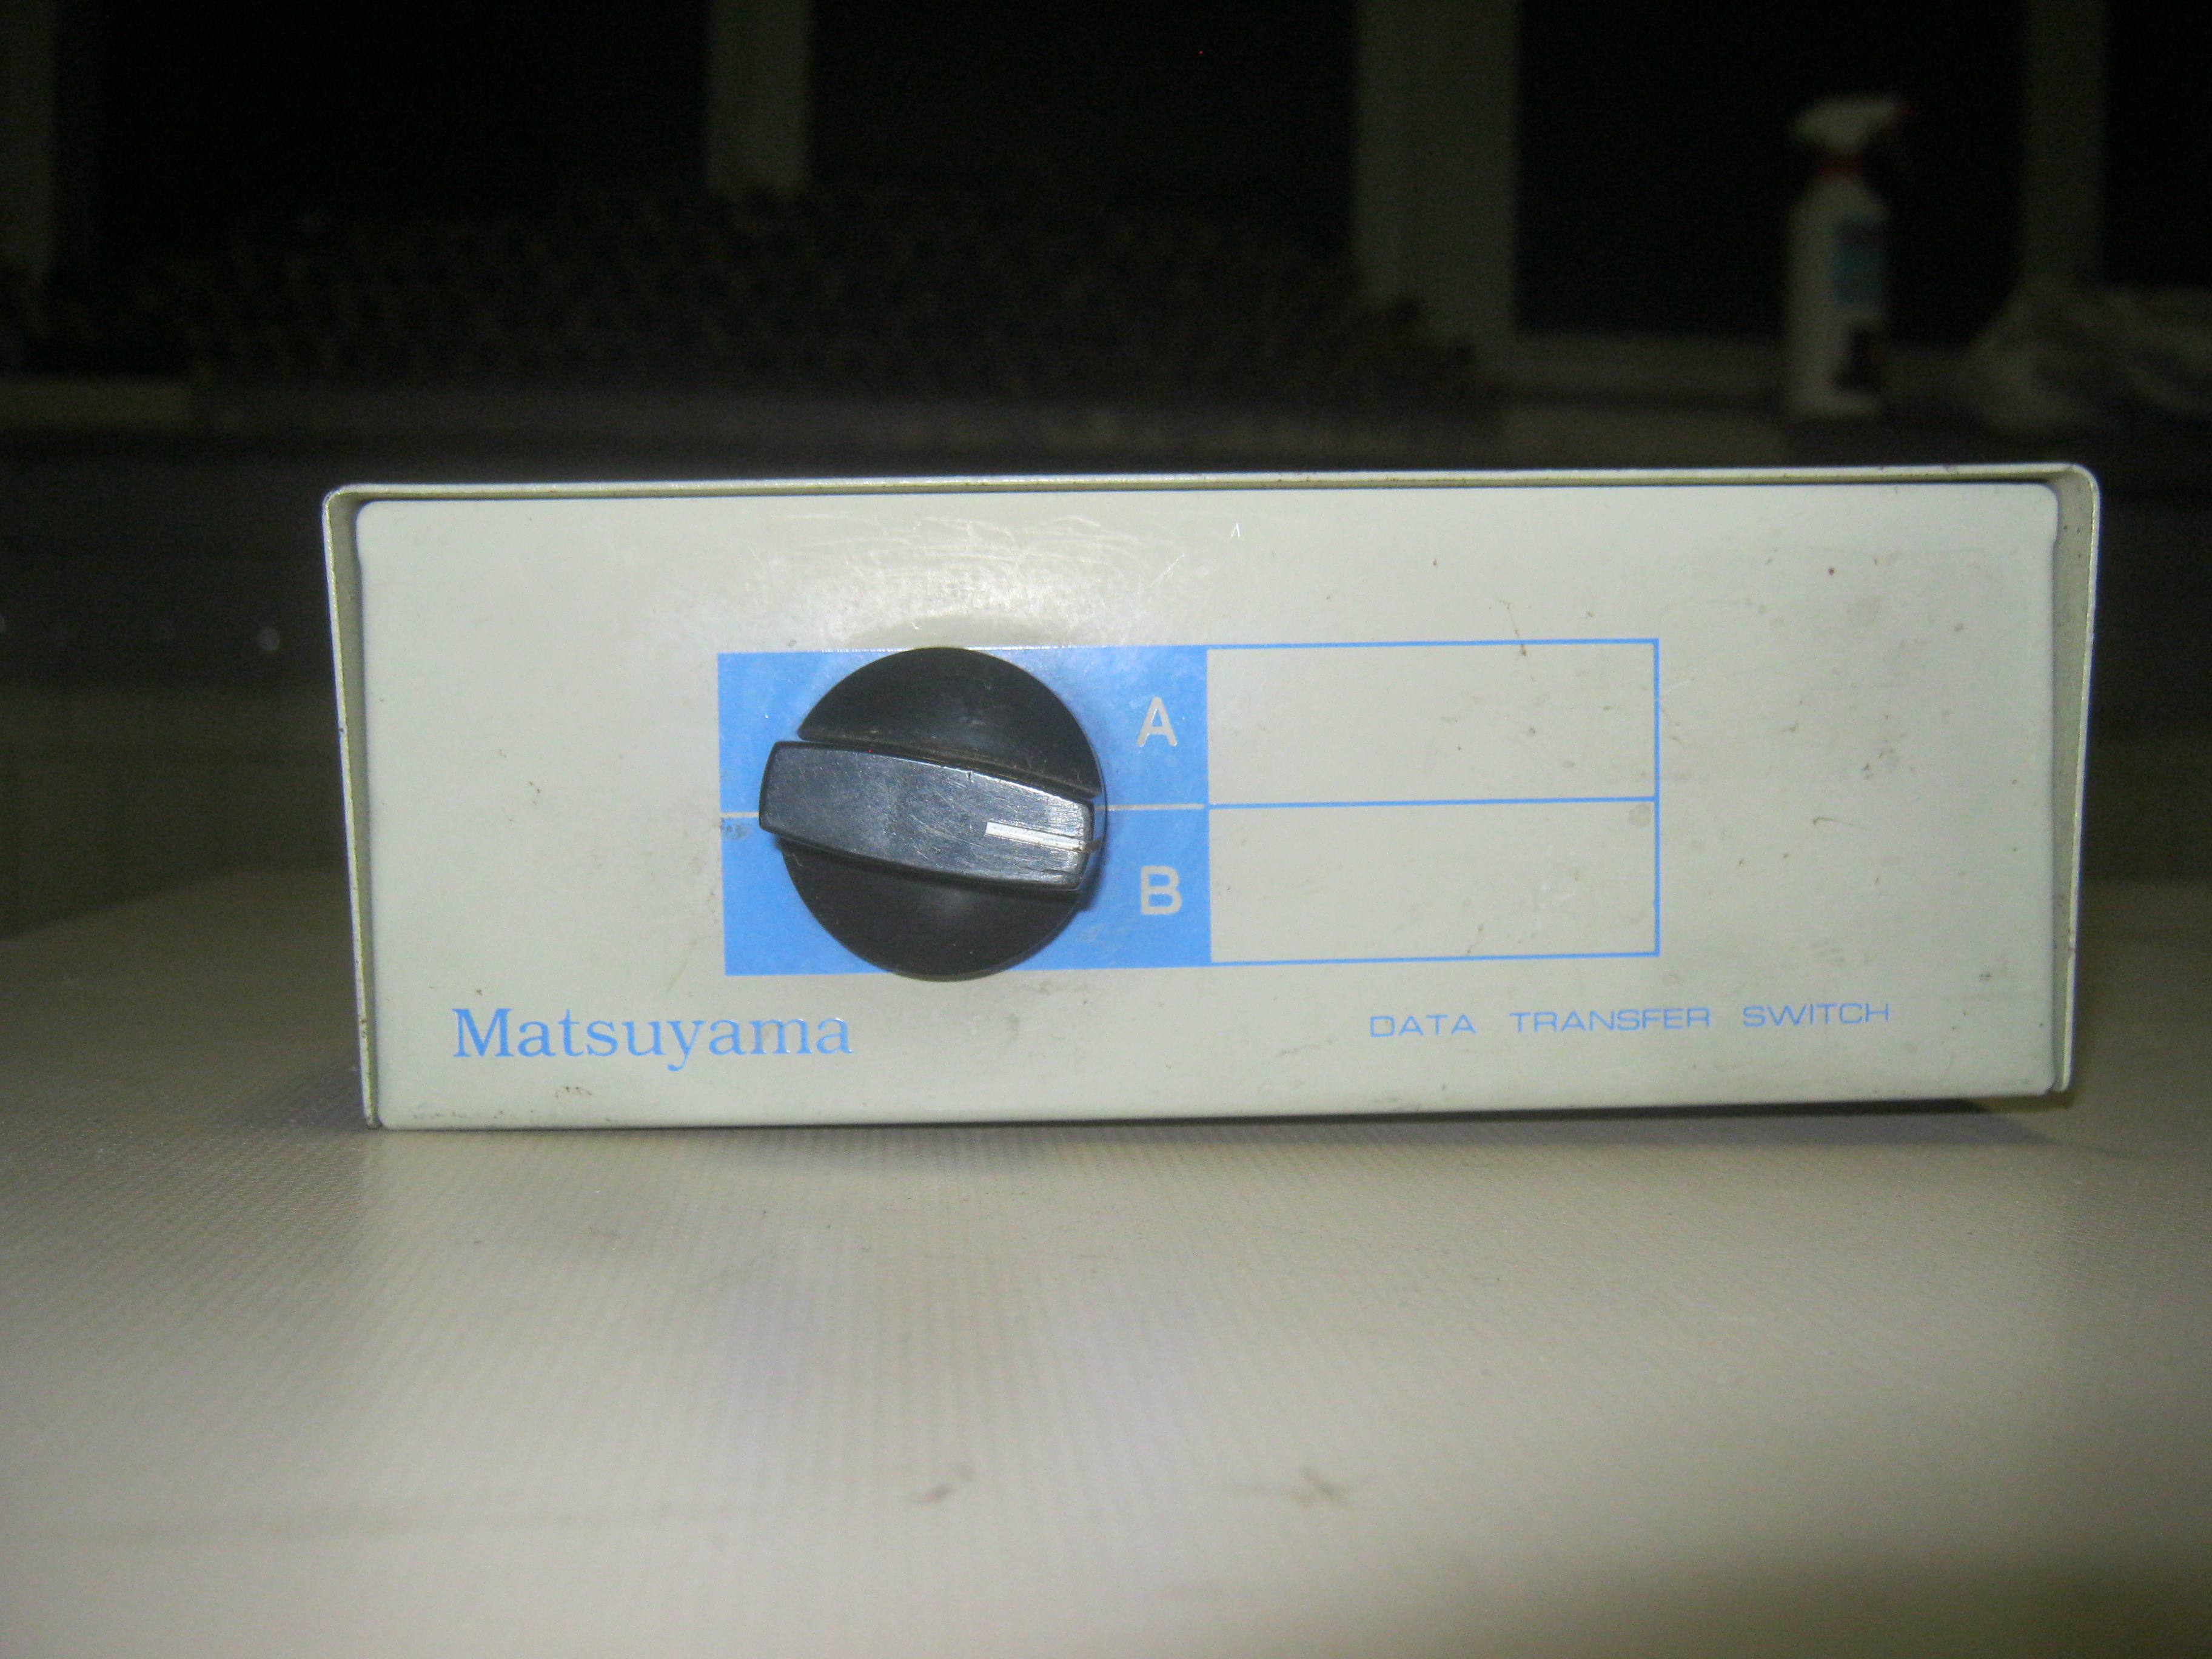 A
B
Matsuyama
DATA TRANSFER SWITCH